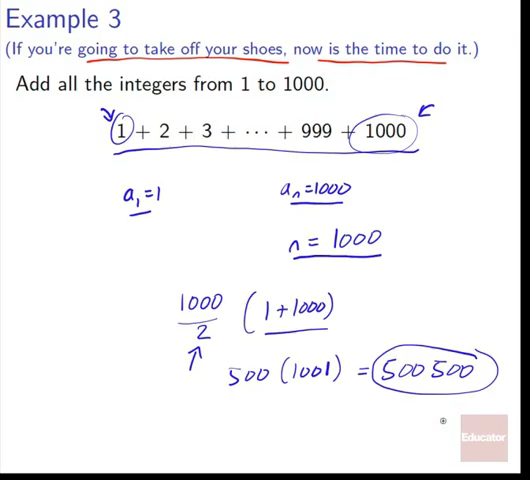 Example 3
(If you're going to take off your shoes, now is the time to do it.)
Add all the integers from 1 to 1000.
1 + 2 + 3 + ⋯ + 999 + 1000
a₁=1
aₙ=1000
n = 1000
1000/2 (1+1000)
500 (1001) = 500 500
Educator